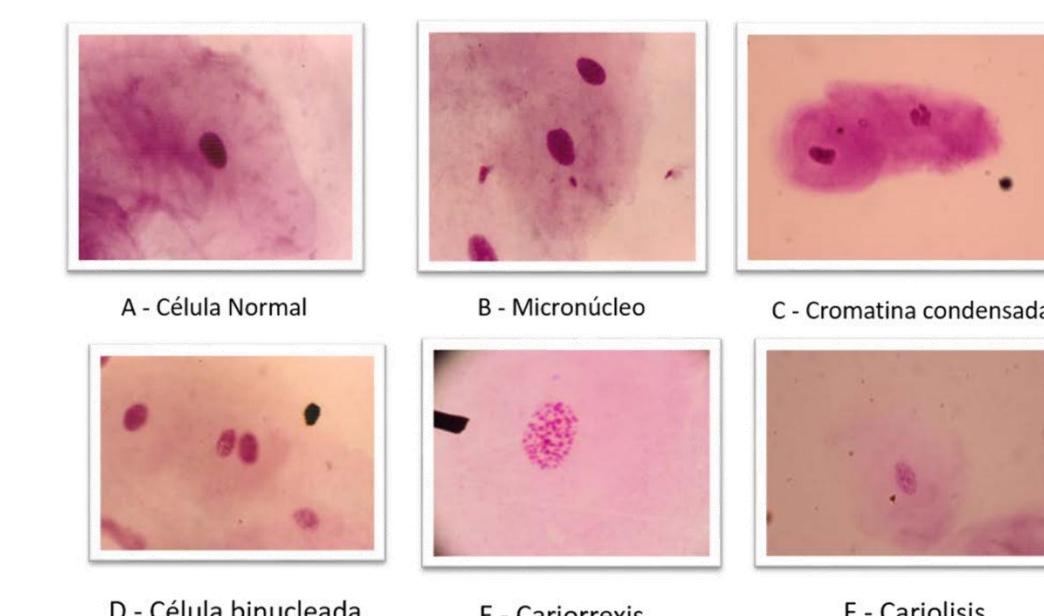 A - Célula Normal
B - Micronúcleo
C - Cromatina condensada
D - Célula binucleada
E - Cariorrexis
F - Cariolisis